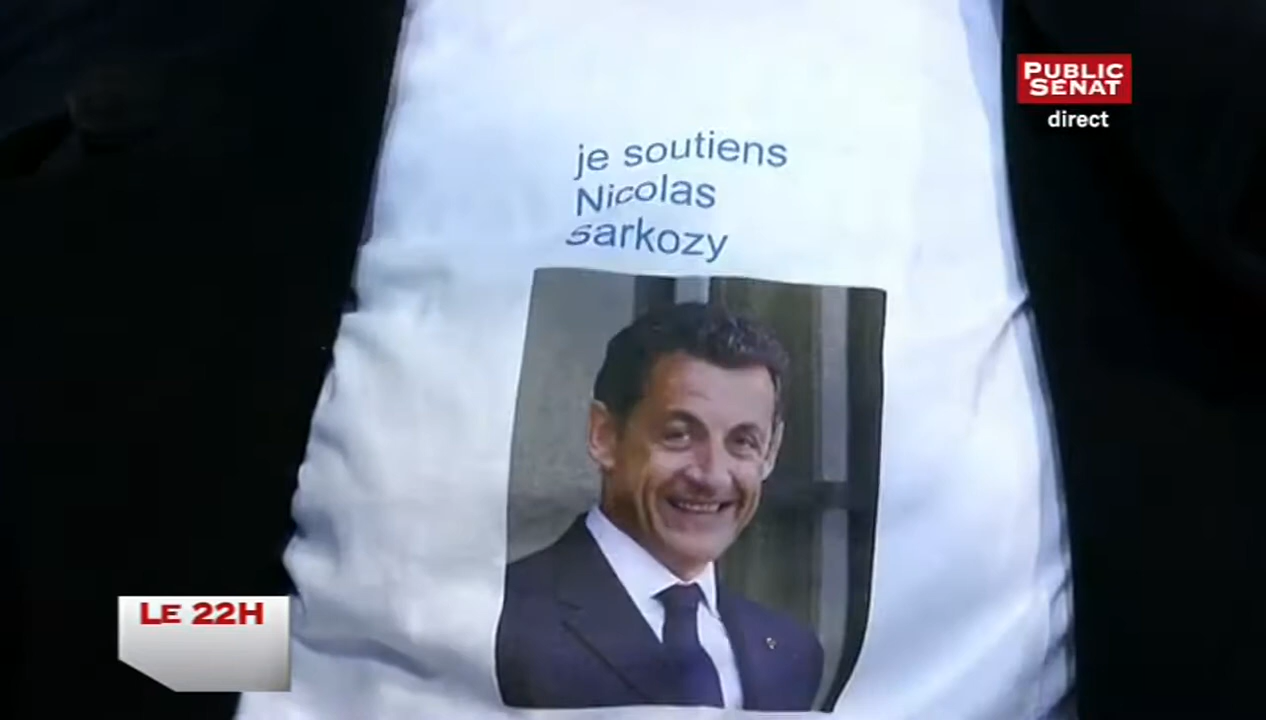 PUBLIC
SENAT
direct
je soutiens
Nicolas
sarkozy
LE 22H